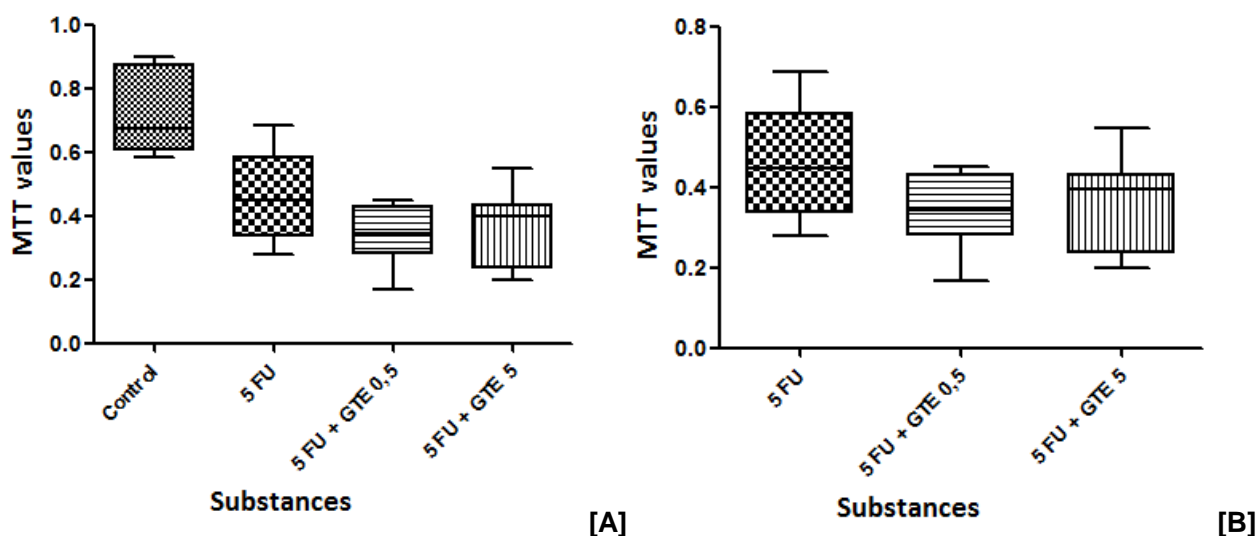 1.0
0.8
0.6
0.4
0.2
0.0
MTT values
Control
5 FU
5 FU + GTE 0,5
5 FU + GTE 5
Substances
[A]
0.8
0.6
0.4
0.2
0.0
MTT values
5 FU
5 FU + GTE 0,5
5 FU + GTE 5
Substances
[B]